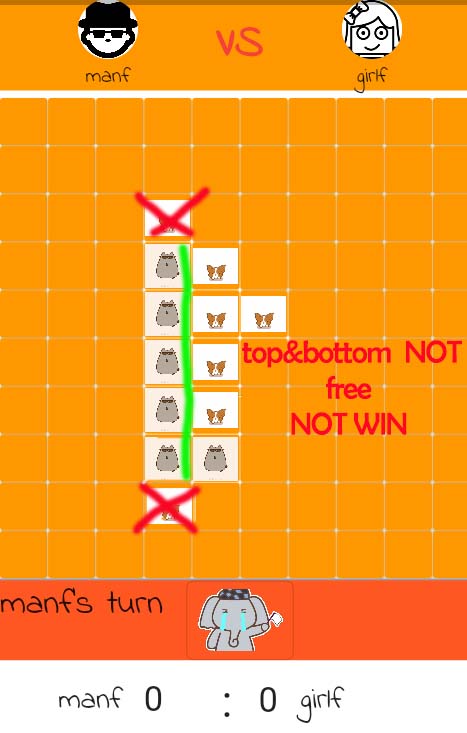 VS
manf
girlf
top&bottom NOT
free
NOT WIN
manf's turn
manf 0 : 0 girlf